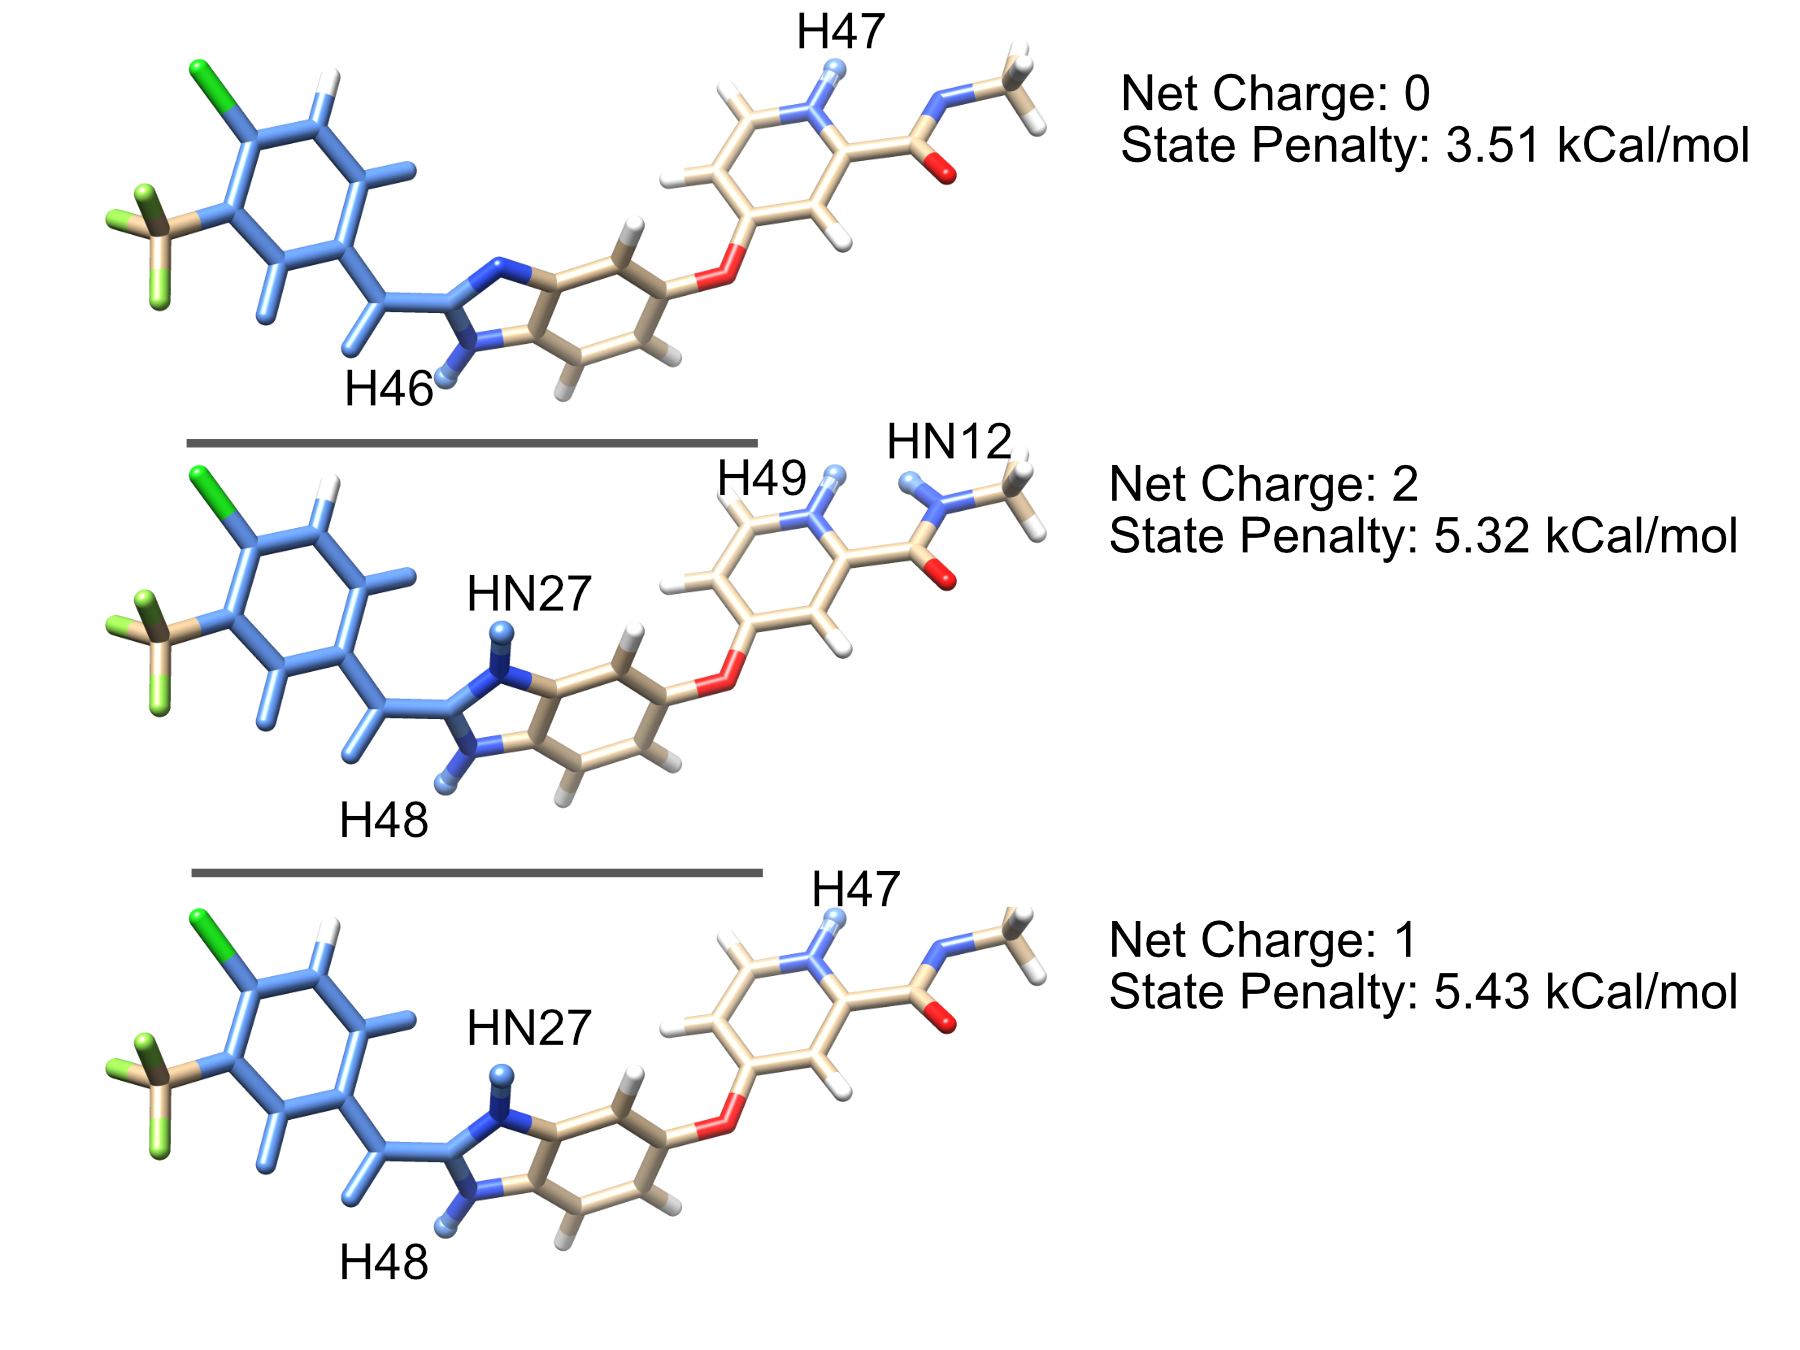 H47
Net Charge: 0
State Penalty: 3.51 kCal/mol
H46
HN12
H49
Net Charge: 2
State Penalty: 5.32 kCal/mol
HN27
H48
H47
Net Charge: 1
State Penalty: 5.43 kCal/mol
HN27
H48